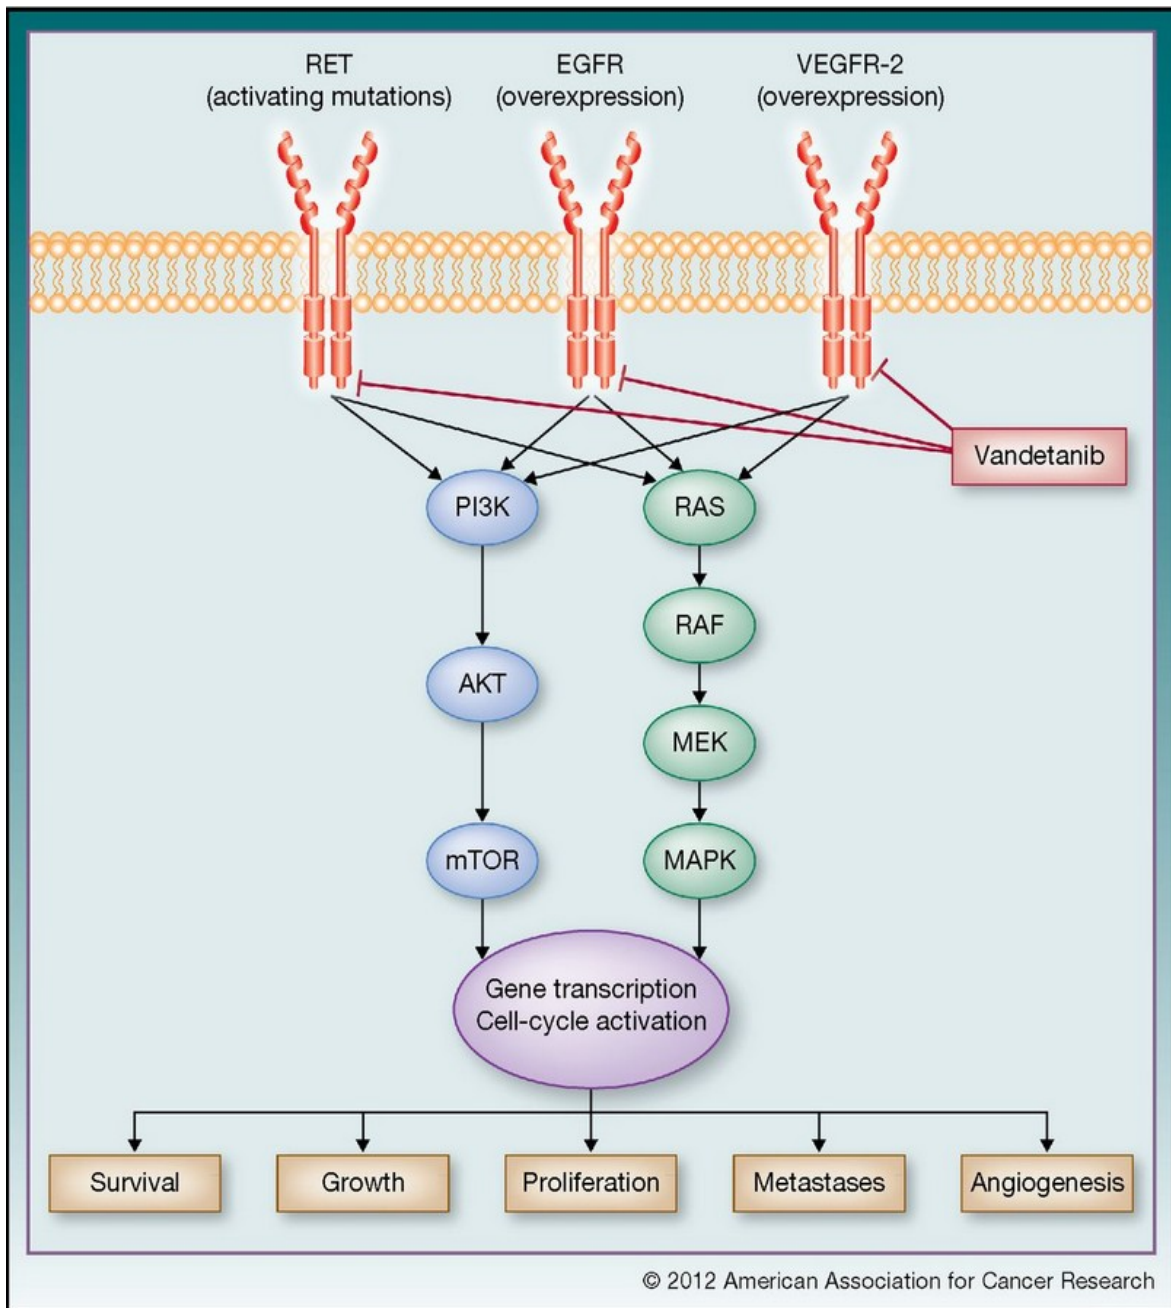 RET
(activating mutations)
EGFR
(overexpression)
VEGFR-2
(overexpression)
Vandetanib
PI3K
RAS
RAF
AKT
MEK
mTOR
MAPK
Gene transcription
Cell-cycle activation
Survival
Growth
Proliferation
Metastases
Angiogenesis
© 2012 American Association for Cancer Research